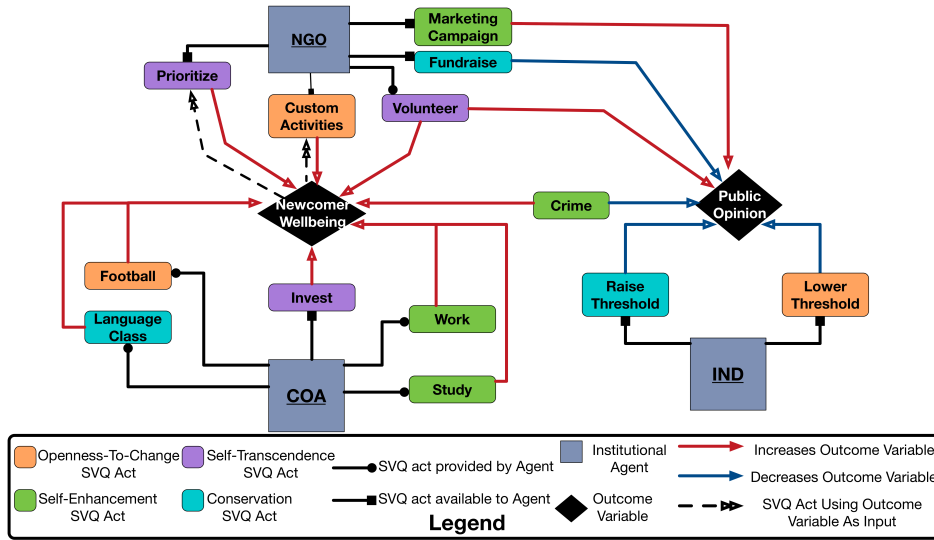 NGO
Marketing
Campaign
Fundraise
Prioritize
Custom
Activities
Volunteer
Newcomer
Wellbeing
Crime
Public
Opinion
Football
Invest
Raise
Threshold
Lower
Threshold
Language
Class
Work
COA
Study
IND
Openness-To-Change
SVQ Act
Self-Transcendence
SVQ Act
Self-Enhancement
SVQ Act
Conservation
SVQ Act
SVQ act provided by Agent
SVQ act available to Agent
Legend
Institutional
Agent
Outcome
Variable
Increases Outcome Variable
Decreases Outcome Variable
SVQ Act Using Outcome
Variable As Input